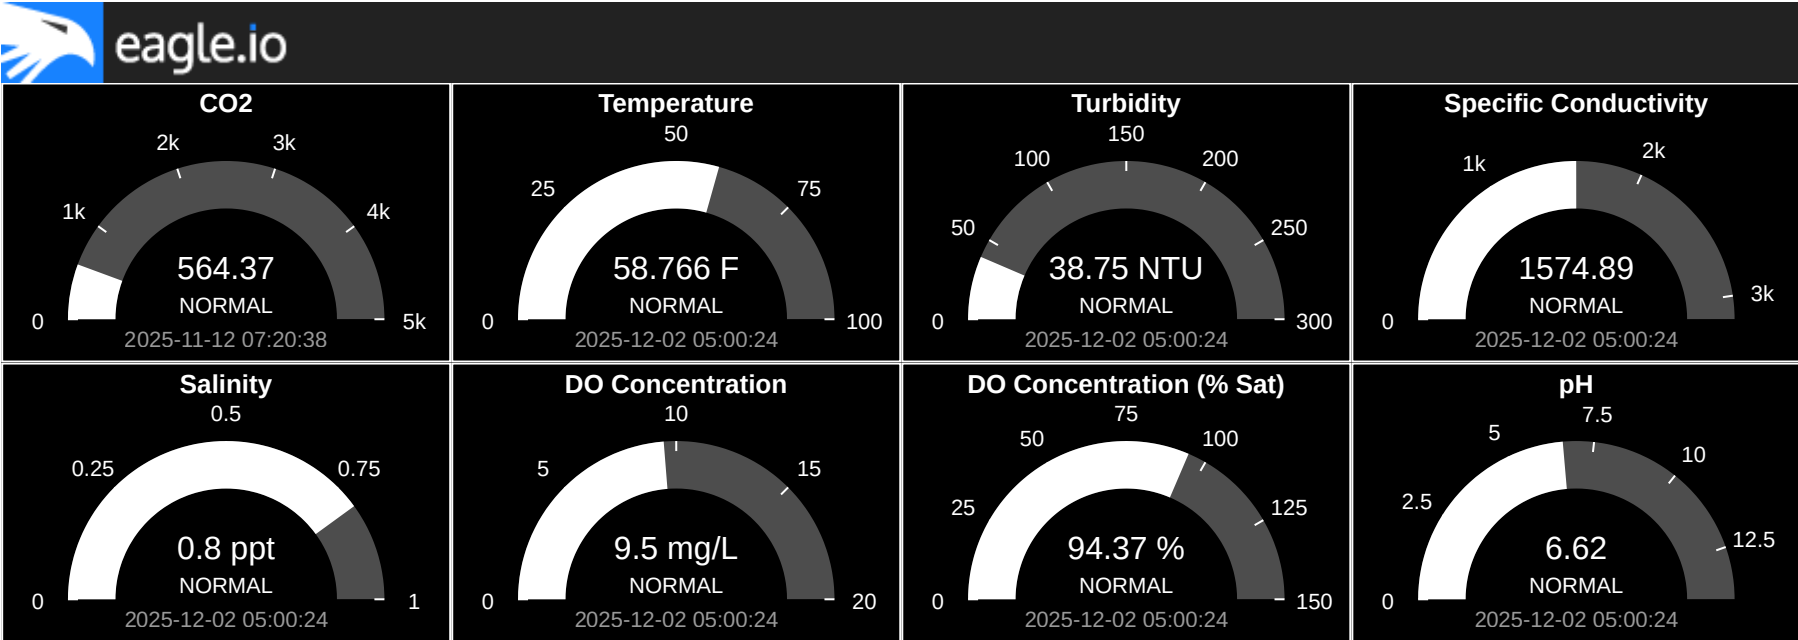 eagle.io
CO2
0
1k
2k
3k
4k
5k
564.37
NORMAL
2025-11-12 07:20:38
Temperature
0
25
50
75
100
58.766 F
NORMAL
2025-12-02 05:00:24
Turbidity
0
50
100
150
200
250
300
38.75 NTU
NORMAL
2025-12-02 05:00:24
Specific Conductivity
0
1k
2k
3k
1574.89
NORMAL
2025-12-02 05:00:24
Salinity
0
0.25
0.5
0.75
1
0.8 ppt
NORMAL
2025-12-02 05:00:24
DO Concentration
0
5
10
15
20
9.5 mg/L
NORMAL
2025-12-02 05:00:24
DO Concentration (% Sat)
0
25
50
75
100
125
150
94.37 %
NORMAL
2025-12-02 05:00:24
pH
0
2.5
5
7.5
10
12.5
6.62
NORMAL
2025-12-02 05:00:24